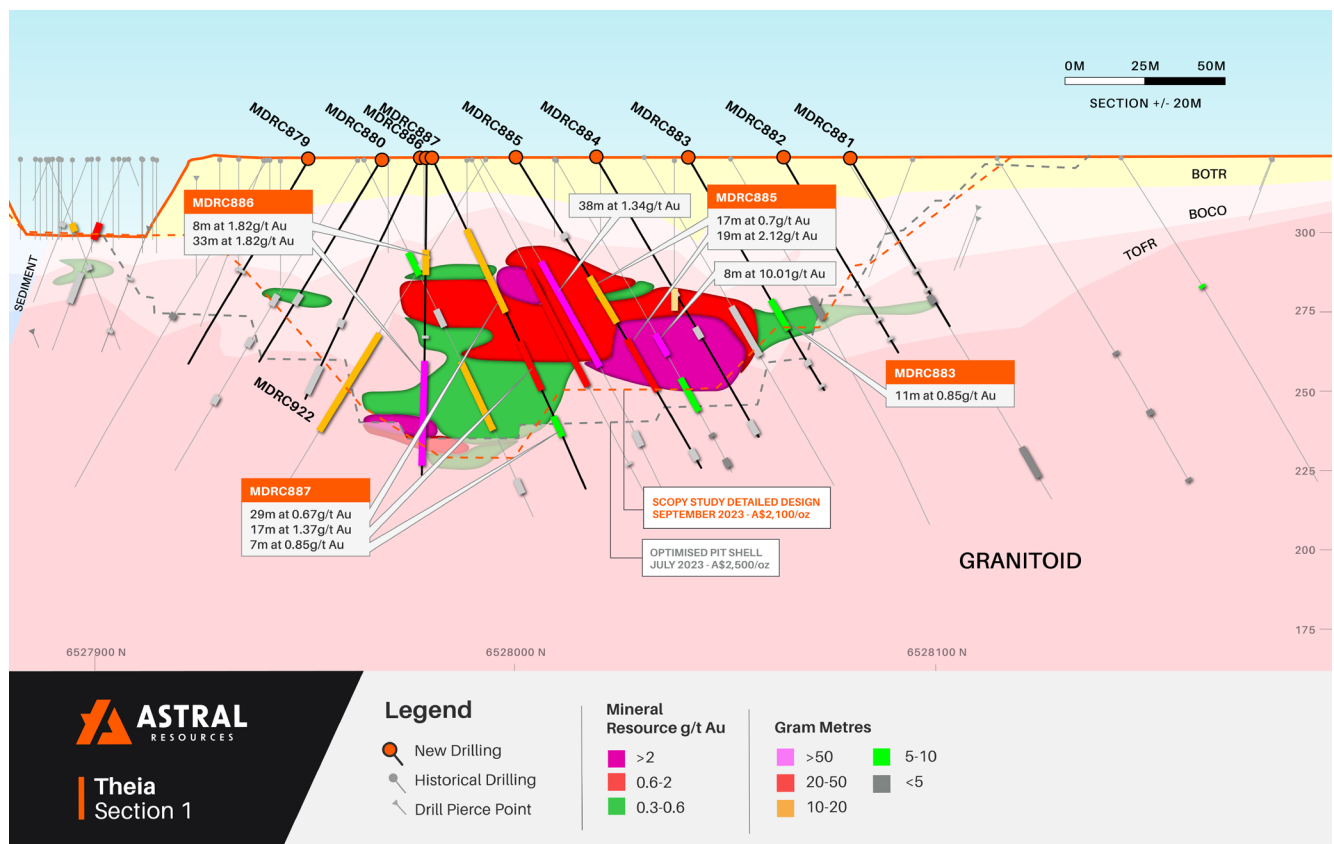 0M 25M 50M
SECTION +/- 20M
MDRC879
MDRC880
MDRC886
MDRC887
MDRC885
MDRC884
MDRC883
MDRC882
MDRC881
BOTR
BOCO
TOFR
SEDIMENT
300
275
250
225
200
175
MDRC886
8m at 1.82g/t Au
33m at 1.82g/t Au
38m at 1.34g/t Au
MDRC885
17m at 0.7g/t Au
19m at 2.12g/t Au
8m at 10.01g/t Au
MDRC883
11m at 0.85g/t Au
MDRC922
MDRC887
29m at 0.67g/t Au
17m at 1.37g/t Au
7m at 0.85g/t Au
SCOPY STUDY DETAILED DESIGN
SEPTEMBER 2023 - A$2,100/oz
OPTIMISED PIT SHELL
JULY 2023 - A$2,500/oz
GRANITOID
6527900 N
6528000 N
6528100 N
ASTRAL
RESOURCES
Theia
Section 1
Legend
New Drilling
Historical Drilling
Drill Pierce Point
Mineral
Resource g/t Au
>2
0.6-2
0.3-0.6
Gram Metres
>50
20-50
10-20
5-10
<5